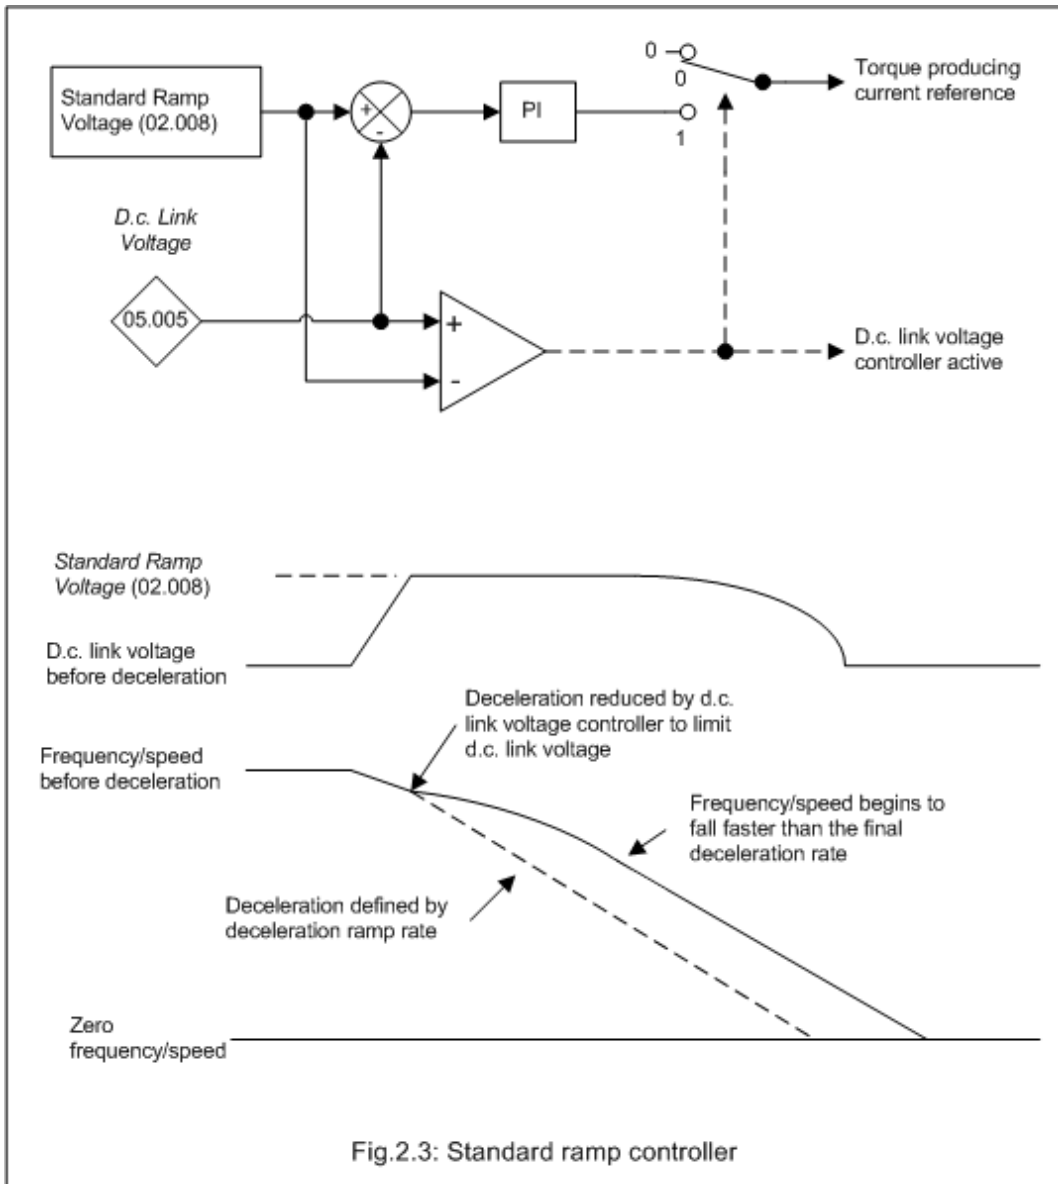 Standard Ramp
Voltage (02.008)
+
-
PI
0
0
1
Torque producing
current reference
D.c. Link
Voltage
05.005
+
-
D.c. link voltage
controller active
Standard Ramp
Voltage (02.008)
D.c. link voltage
before deceleration
Deceleration reduced by d.c.
link voltage controller to limit
d.c. link voltage
Frequency/speed
before deceleration
Frequency/speed begins to
fall faster than the final
deceleration rate
Deceleration defined by
deceleration ramp rate
Zero
frequency/speed
Fig.2.3: Standard ramp controller